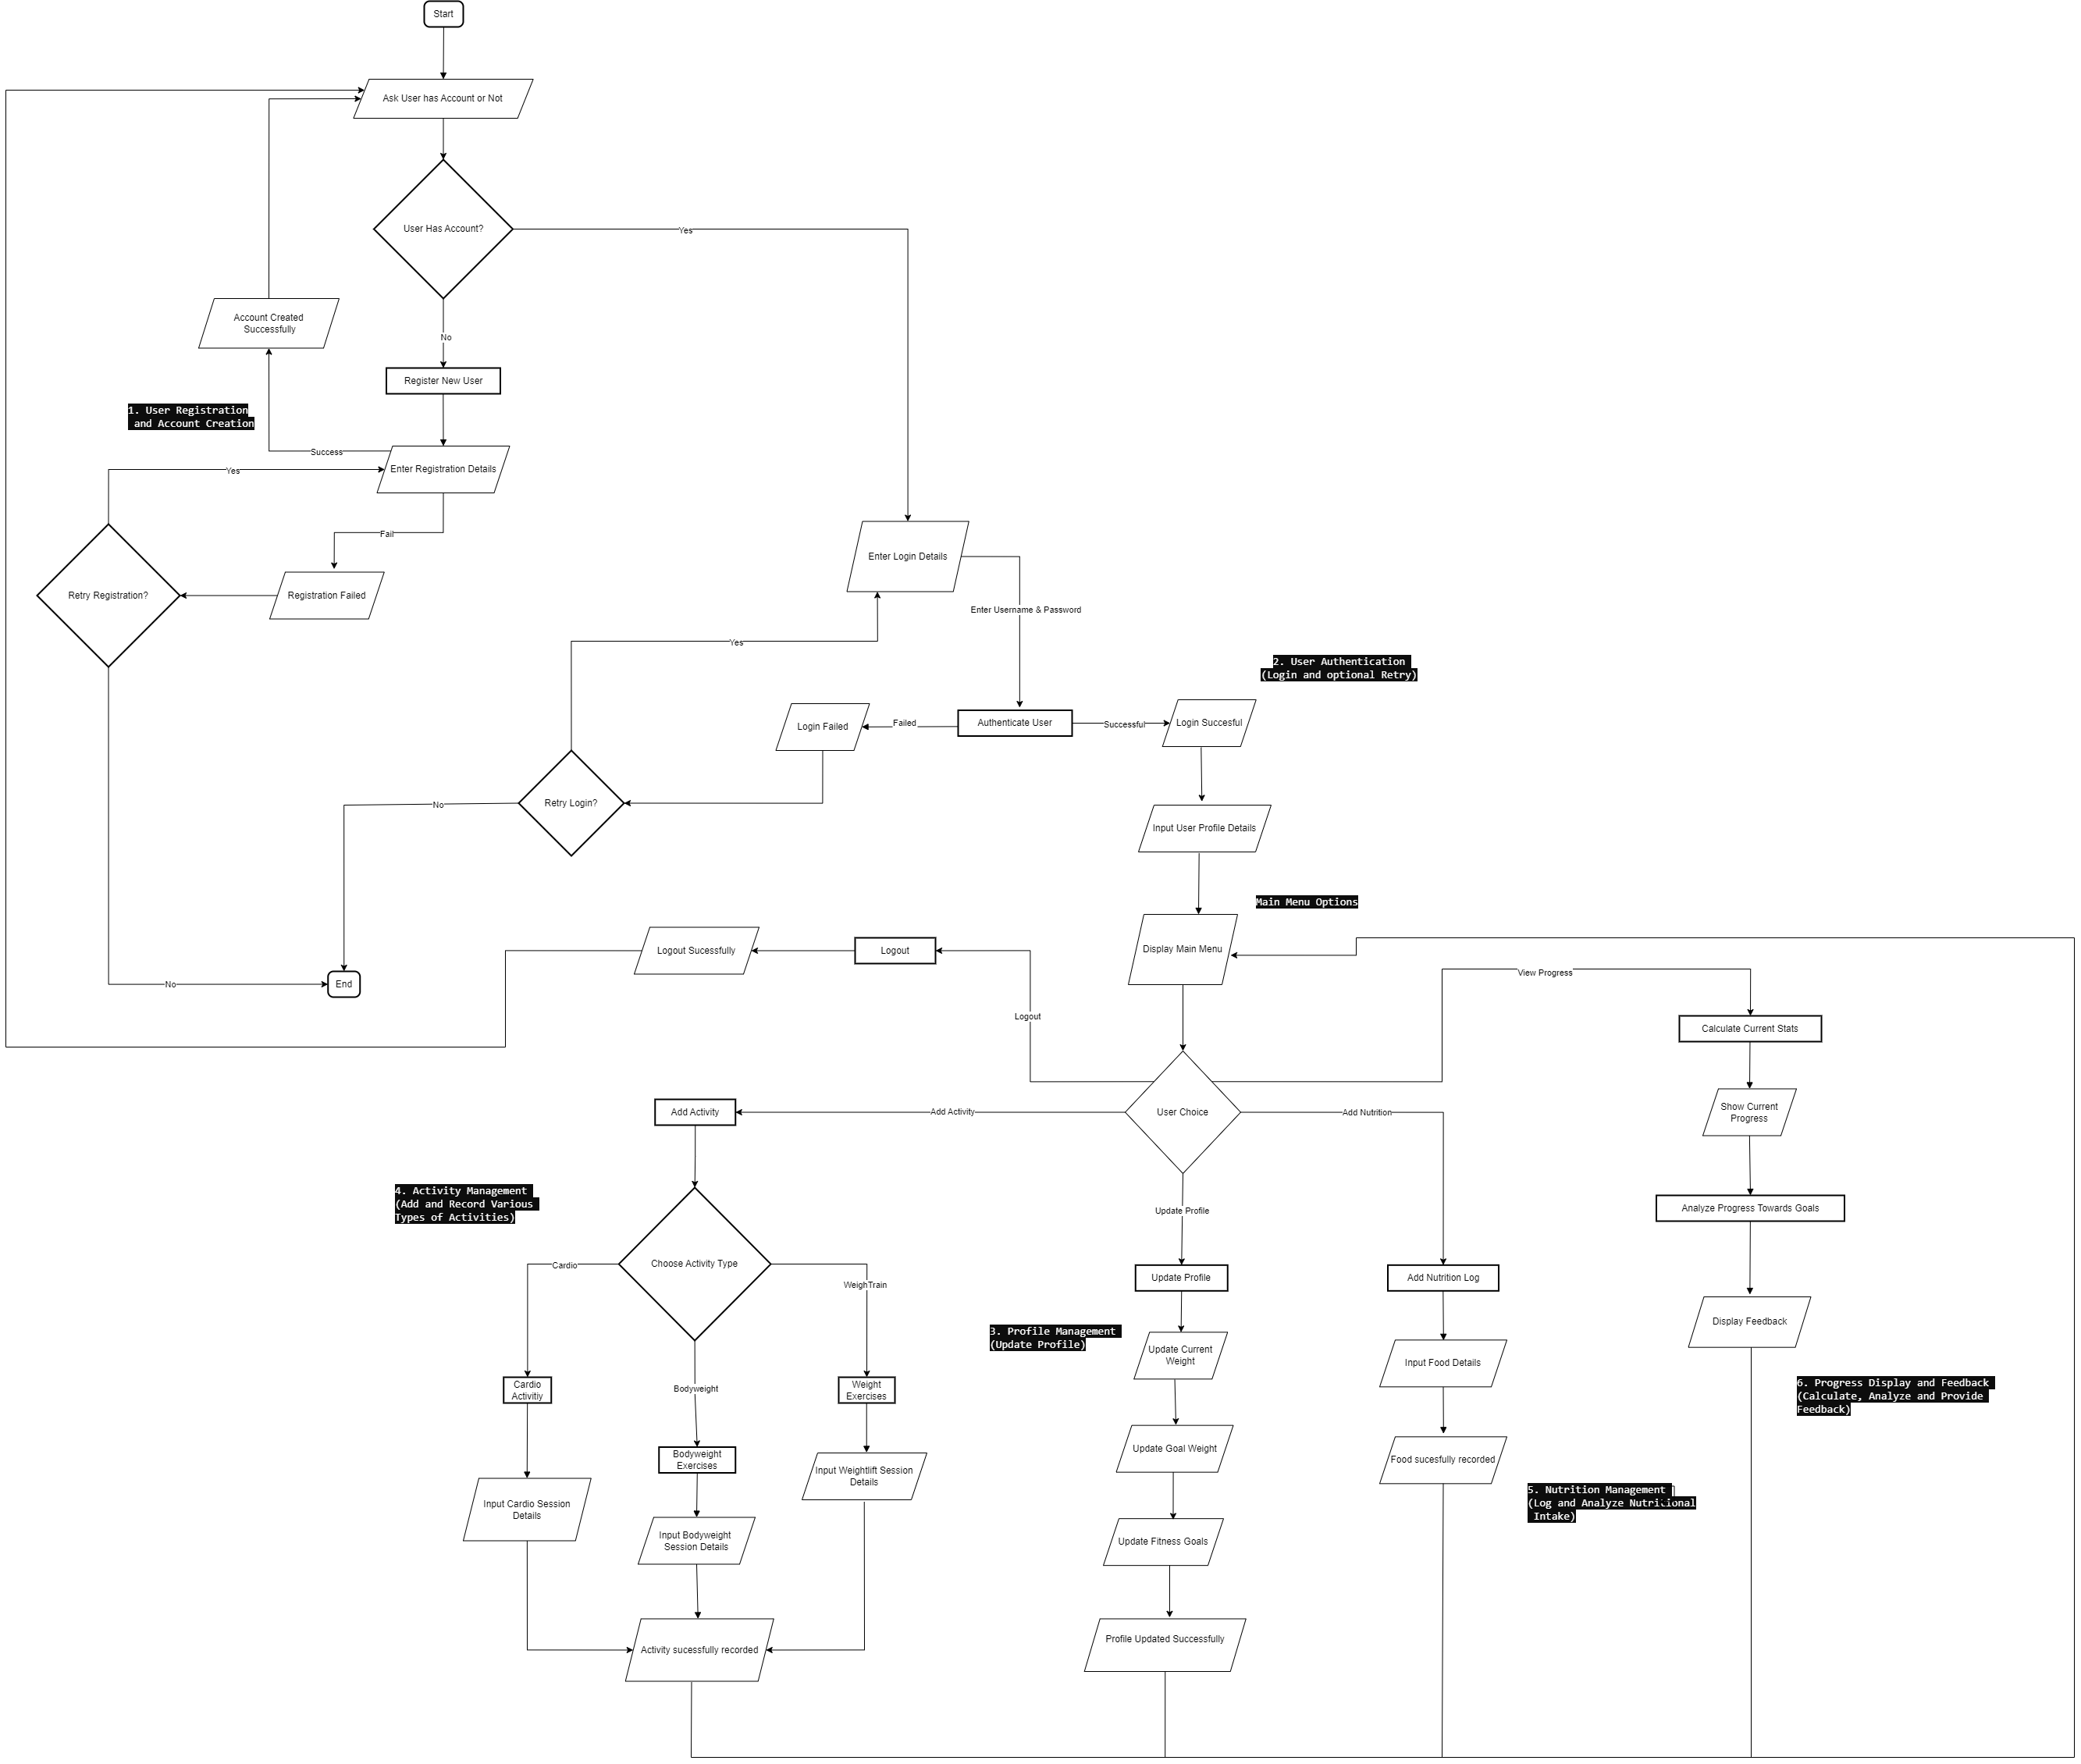 Start
Ask User has Account or Not
User Has Account?
Yes
Account Created
Successfully
No
Register New User
1. User Registration
and Account Creation
Success
Enter Registration Details
Yes
Fail
Retry Registration?
Registration Failed
Enter Login Details
Enter Username & Password
Yes
2. User Authentication
(Login and optional Retry)
Login Failed
Failed
Authenticate User
Successful
Login Succesful
Retry Login?
No
Input User Profile Details
Main Menu Options
Display Main Menu
Logout Sucessfully
Logout
View Progress
No
End
Logout
Calculate Current Stats
Add Activity
Add Activity
User Choice
Add Nutrition
Show Current
Progress
4. Activity Management
(Add and Record Various
Types of Activities)
Update Profile
Analyze Progress Towards Goals
Choose Activity Type
Cardio
WeighTrain
Update Profile
Add Nutrition Log
3. Profile Management
(Update Profile)
Display Feedback
Update Current
Weight
Input Food Details
Cardio
Activitiy
Bodyweight
Weight
Exercises
6. Progress Display and Feedback
(Calculate, Analyze and Provide
Feedback)
Bodyweight
Exercises
Update Goal Weight
Food sucesfully recorded
Input Weightlift Session
Details
5. Nutrition Management
(Log and Analyze Nutritional
Intake)
Input Cardio Session
Details
Input Bodyweight
Session Details
Update Fitness Goals
Activity sucessfully recorded
Profile Updated Successfully